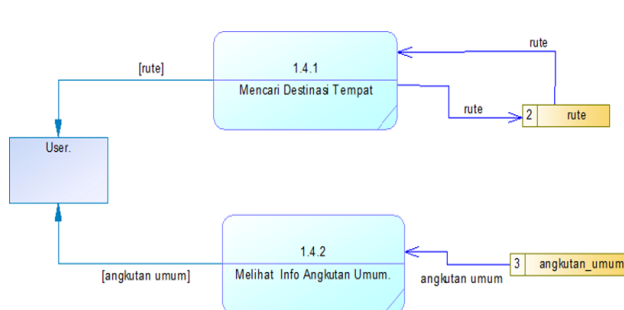 rute
[rute]
1.4.1
Mencari Destinasi Tempat
rute
2 rute
User.
1.4.2
Melihat Info Angkutan Umum.
[angkutan umum]
angkutan umum
3 angkutan_umum